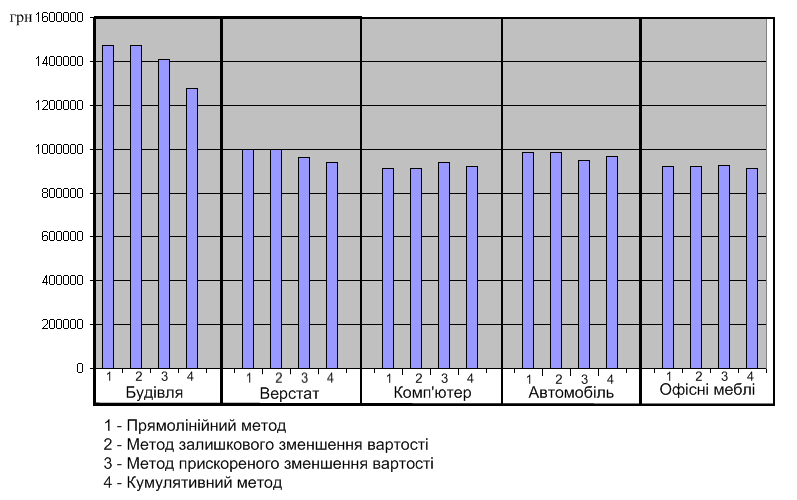 грн
1600000
1400000
1200000
1000000
800000
600000
400000
200000
0
1 2 3 4 1 2 3 4 1 2 3 4 1 2 3 4 1 2 3 4
Будівля Верстат Комп'ютер Автомобіль Офісні меблі
1 - Прямолінійний метод
2 - Метод залишкового зменшення вартості
3 - Метод прискореного зменшення вартості
4 - Кумулятивний метод